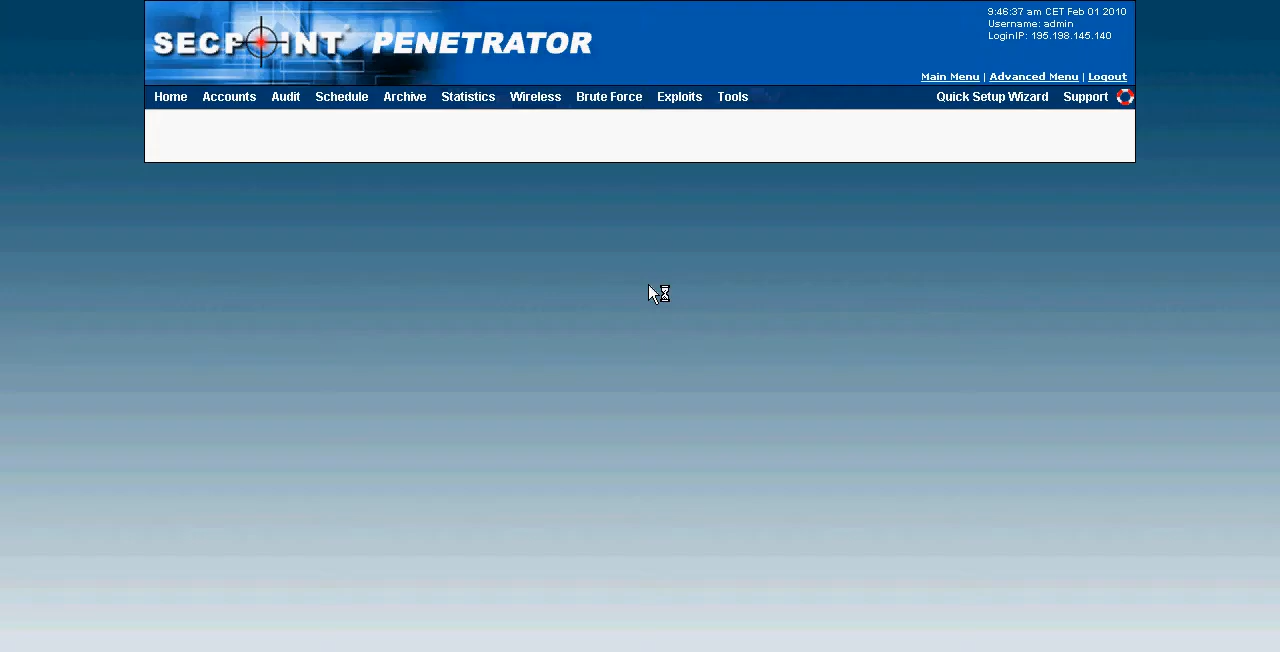 9:46:37 am CET Feb 01 2010
Username: admin
LoginIP: 195.198.145.140
SECPOINT PENETRATOR
Main Menu | Advanced Menu | Logout
Home Accounts Audit Schedule Archive Statistics Wireless Brute Force Exploits Tools Quick Setup Wizard Support